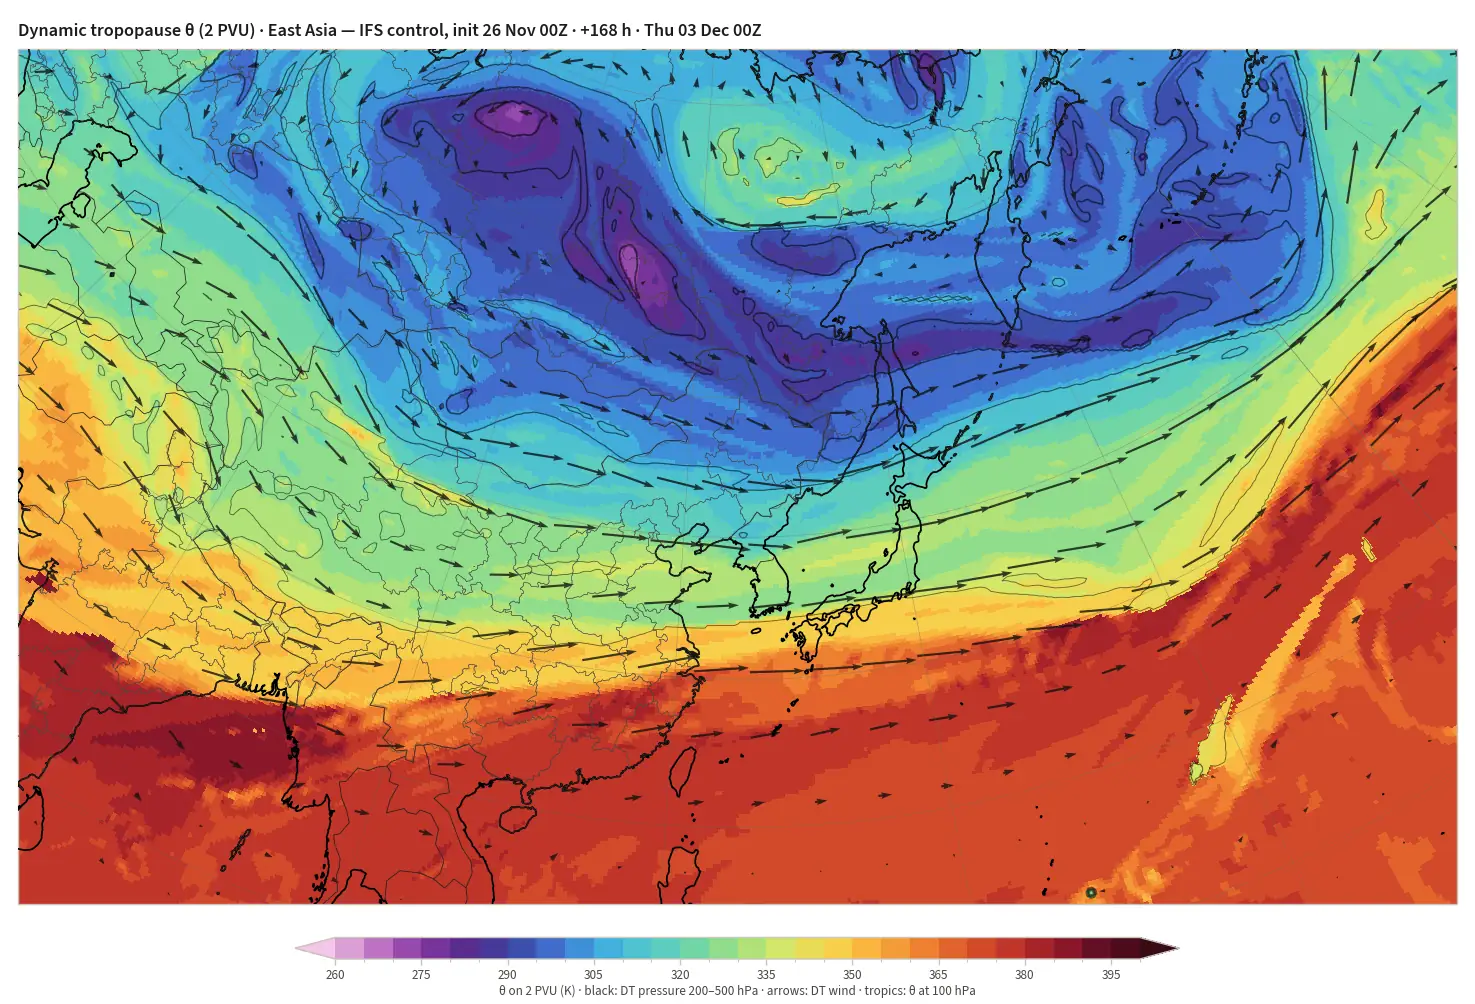 Dynamic tropopause θ (2 PVU) · East Asia — IFS control, init 26 Nov 00Z · +168 h · Thu 03 Dec 00Z
260 275 290 305 320 335 350 365 380 395
θ on 2 PVU (K) · black: DT pressure 200–500 hPa · arrows: DT wind · tropics: θ at 100 hPa